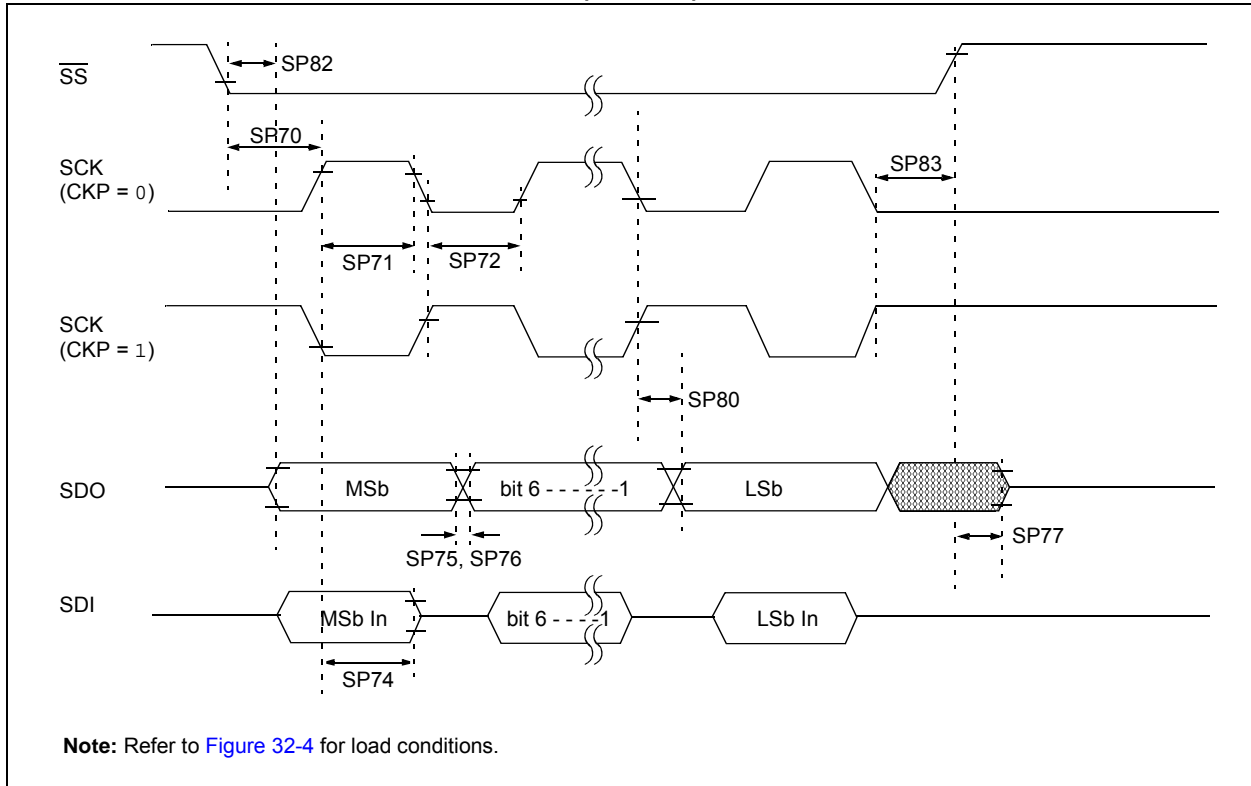 SS
SP82
SP70
SCK
(CKP = 0)
SP83
SP71
SP72
SCK
(CKP = 1)
SP80
SDO
MSb
bit 6 - - - - - -1
LSb
SP75, SP76
SP77
SDI
MSb In
bit 6 - - - -1
LSb In
SP74
Note: Refer to Figure 32-4 for load conditions.